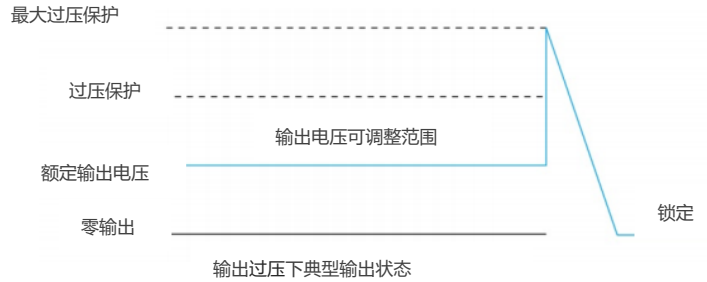 最大过压保护
过压保护
输出电压可调整范围
额定输出电压
零输出
锁定
输出过压下典型输出状态